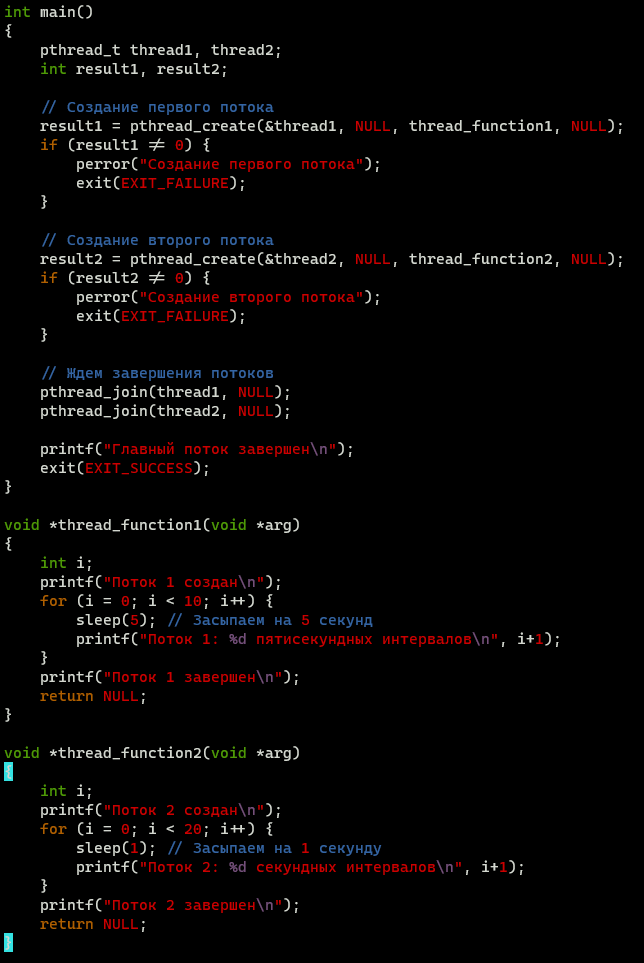 int main()
{
    pthread_t thread1, thread2;
    int result1, result2;

    // Создание первого потока
    result1 = pthread_create(&thread1, NULL, thread_function1, NULL);
    if (result1 != 0) {
        perror("Создание первого потока");
        exit(EXIT_FAILURE);
    }

    // Создание второго потока
    result2 = pthread_create(&thread2, NULL, thread_function2, NULL);
    if (result2 != 0) {
        perror("Создание второго потока");
        exit(EXIT_FAILURE);
    }

    // Ждем завершения потоков
    pthread_join(thread1, NULL);
    pthread_join(thread2, NULL);

    printf("Главный поток завершен\n");
    exit(EXIT_SUCCESS);
}

void *thread_function1(void *arg)
{
    int i;
    printf("Поток 1 создан\n");
    for (i = 0; i < 10; i++) {
        sleep(5); // Засыпаем на 5 секунд
        printf("Поток 1: %d пятисекундных интервалов\n", i+1);
    }
    printf("Поток 1 завершен\n");
    return NULL;
}

void *thread_function2(void *arg)
{
    int i;
    printf("Поток 2 создан\n");
    for (i = 0; i < 20; i++) {
        sleep(1); // Засыпаем на 1 секунду
        printf("Поток 2: %d секундных интервалов\n", i+1);
    }
    printf("Поток 2 завершен\n");
    return NULL;
}